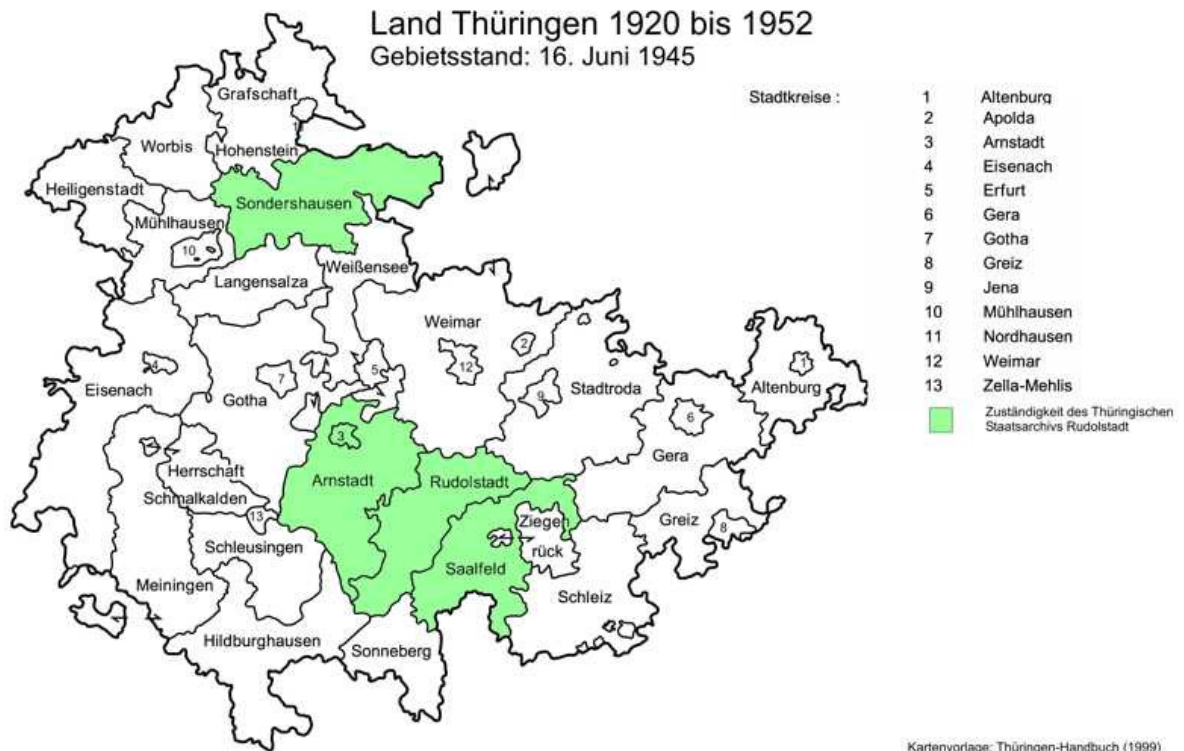 Land Thüringen 1920 bis 1952
Gebietsstand: 16. Juni 1945
Stadtkreise :
1 Altenburg
2 Apolda
3 Arnstadt
4 Eisenach
5 Erfurt
6 Gera
7 Gotha
8 Greiz
9 Jena
10 Mühlhausen
11 Nordhausen
12 Weimar
13 Zella-Mehlis
Zuständigkeit des Thüringischen
Staatsarchivs Rudolstadt
Grafschaft
Hohenstein
Worbis
Heiligenstadt
Sondershausen
Mühlhausen
10
Weißensee
Langensalza
Weimar
2
12
5
4
Eisenach
7
Gotha
9
Stadtroda
1
Altenburg
6
Gera
3
Arnstadt
Rudolstadt
Herrschaft
Schmalkalden
13
Schleusingen
Ziegen
rück
Greiz
8
Saalfeld
Meiningen
Schleiz
Hildburghausen
Sonneberg
Kartenvorlage: Thüringen-Handbuch (1999)